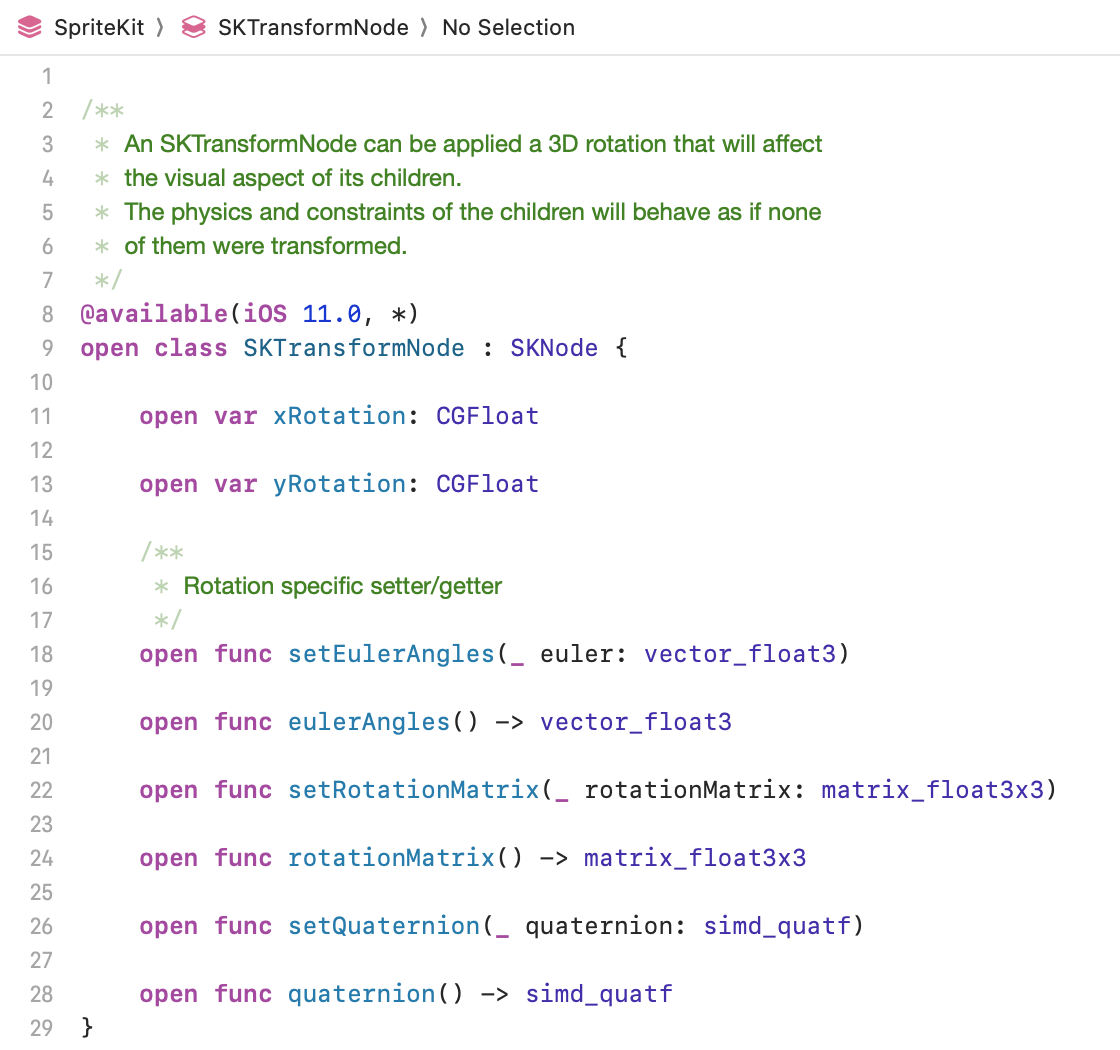 SpriteKit 〉 SKTransformNode 〉 No Selection
1
2 /**
3  * An SKTransformNode can be applied a 3D rotation that will affect
4  * the visual aspect of its children.
5  * The physics and constraints of the children will behave as if none
6  * of them were transformed.
7  */
8 @available(iOS 11.0, *)
9 open class SKTransformNode : SKNode {
10
11     open var xRotation: CGFloat
12
13     open var yRotation: CGFloat
14
15     /**
16      * Rotation specific setter/getter
17      */
18     open func setEulerAngles(_ euler: vector_float3)
19
20     open func eulerAngles() -> vector_float3
21
22     open func setRotationMatrix(_ rotationMatrix: matrix_float3x3)
23
24     open func rotationMatrix() -> matrix_float3x3
25
26     open func setQuaternion(_ quaternion: simd_quatf)
27
28     open func quaternion() -> simd_quatf
29 }